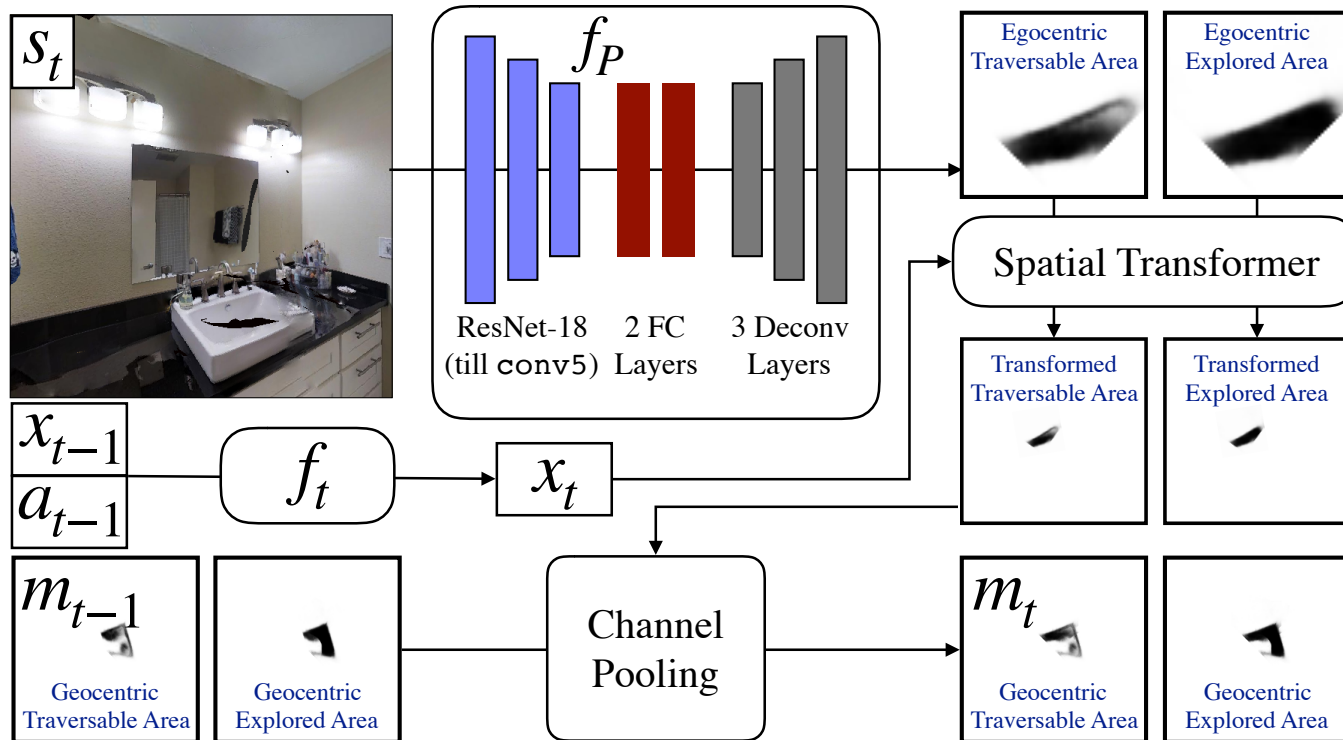 s_t
f_P
Egocentric
Traversable Area
Egocentric
Explored Area
ResNet-18
(till conv5)
2 FC
Layers
3 Deconv
Layers
Spatial Transformer
Transformed
Traversable Area
Transformed
Explored Area
x_{t-1}
a_{t-1}
f_t
x_t
m_{t-1}
Geocentric
Traversable Area
Geocentric
Explored Area
Channel
Pooling
m_t
Geocentric
Traversable Area
Geocentric
Explored Area